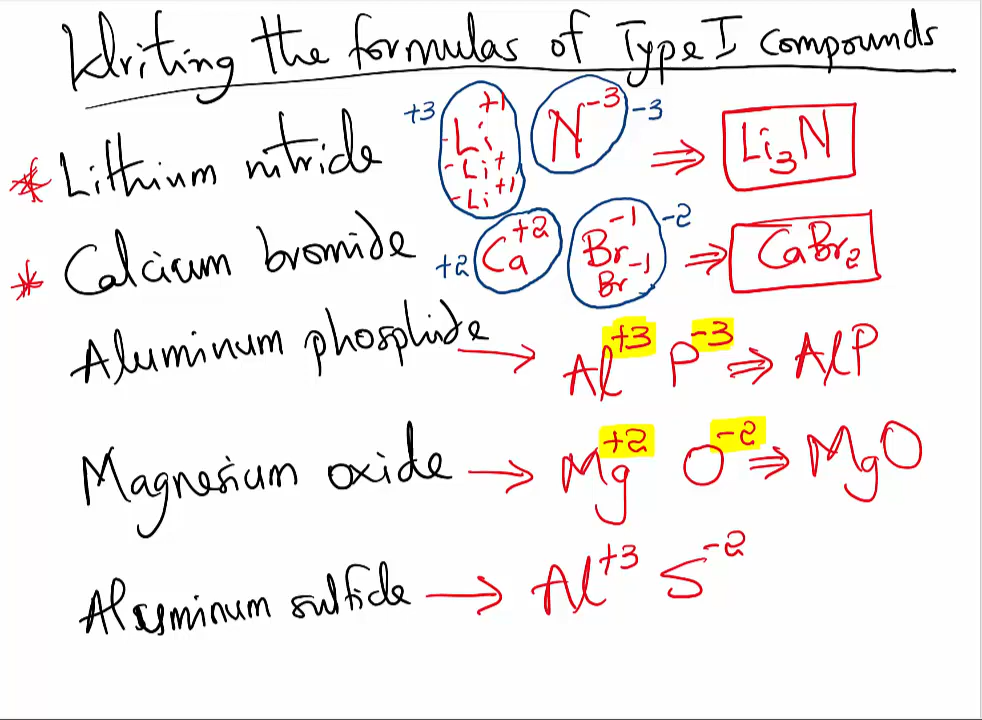 Writing the formulas of Type I compounds
* Lithium nitride +3 Li+1 Li+ Li+1 N-3 -3 ⇒ Li3N
* Calcium bromide +2 Ca+2 Br-1 Br-1 -2 ⇒ CaBr2
Aluminum phosphide → Al+3 P-3 ⇒ AlP
Magnesium oxide → Mg+2 O-2 ⇒ MgO
Aluminum sulfide → Al+3 S-2